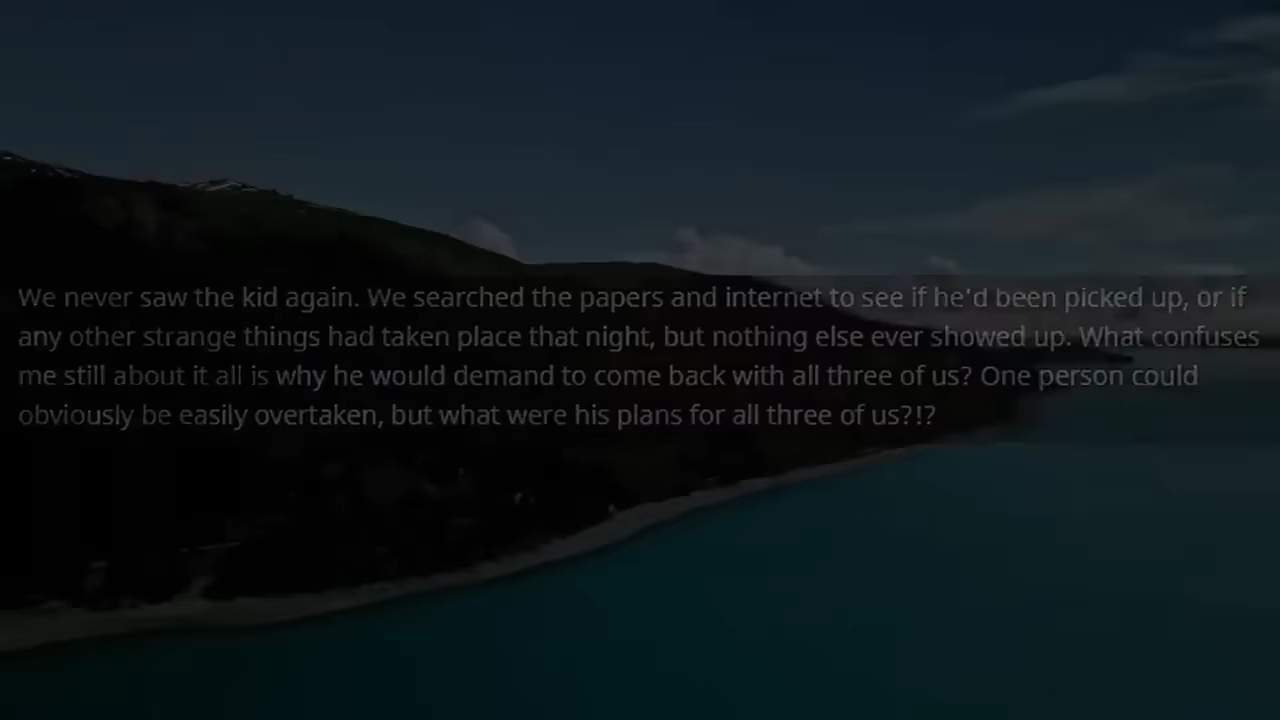 We never saw the kid again. We searched the papers and internet to see if he'd been picked up, or if
any other strange things had taken place that night, but nothing else ever showed up. What confuses
me still about it all is why he would demand to come back with all three of us? One person could
obviously be easily overtaken, but what were his plans for all three of us?!?